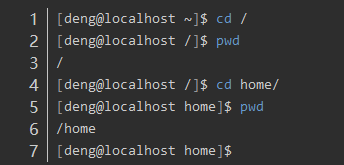 1 [deng@localhost ~]$ cd /
2 [deng@localhost /]$ pwd
3 /
4 [deng@localhost /]$ cd home/
5 [deng@localhost home]$ pwd
6 /home
7 [deng@localhost home]$